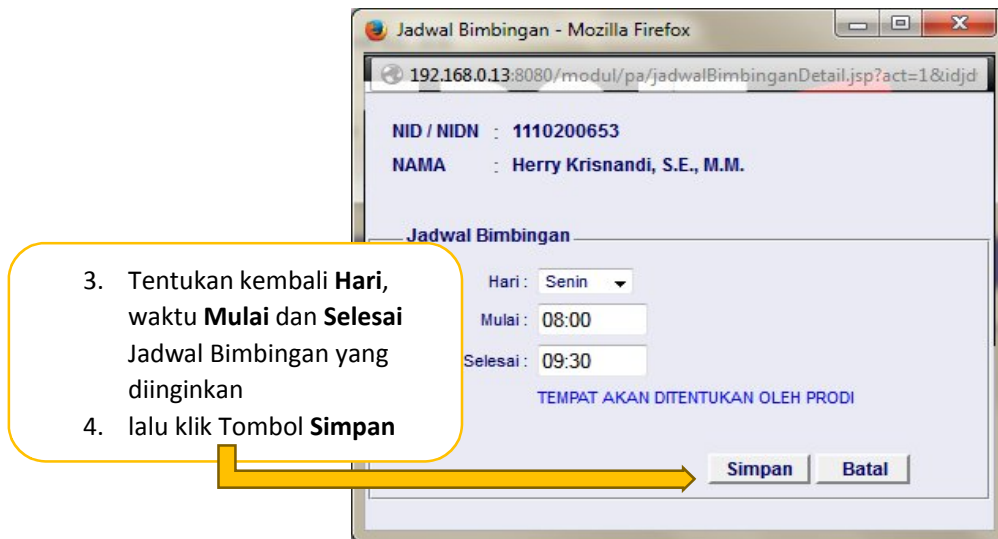 Jadwal Bimbingan - Mozilla Firefox
192.168.0.13:8080/modul/pa/jadwalBimbinganDetail.jsp?act=1&idjd
NID / NIDN : 1110200653
NAMA : Herry Krisnandi, S.E., M.M.
Jadwal Bimbingan
Hari : Senin
Mulai : 08:00
Selesai : 09:30
TEMPAT AKAN DITENTUKAN OLEH PRODI
Simpan Batal
3. Tentukan kembali Hari,
waktu Mulai dan Selesai
Jadwal Bimbingan yang
diinginkan
4. lalu klik Tombol Simpan